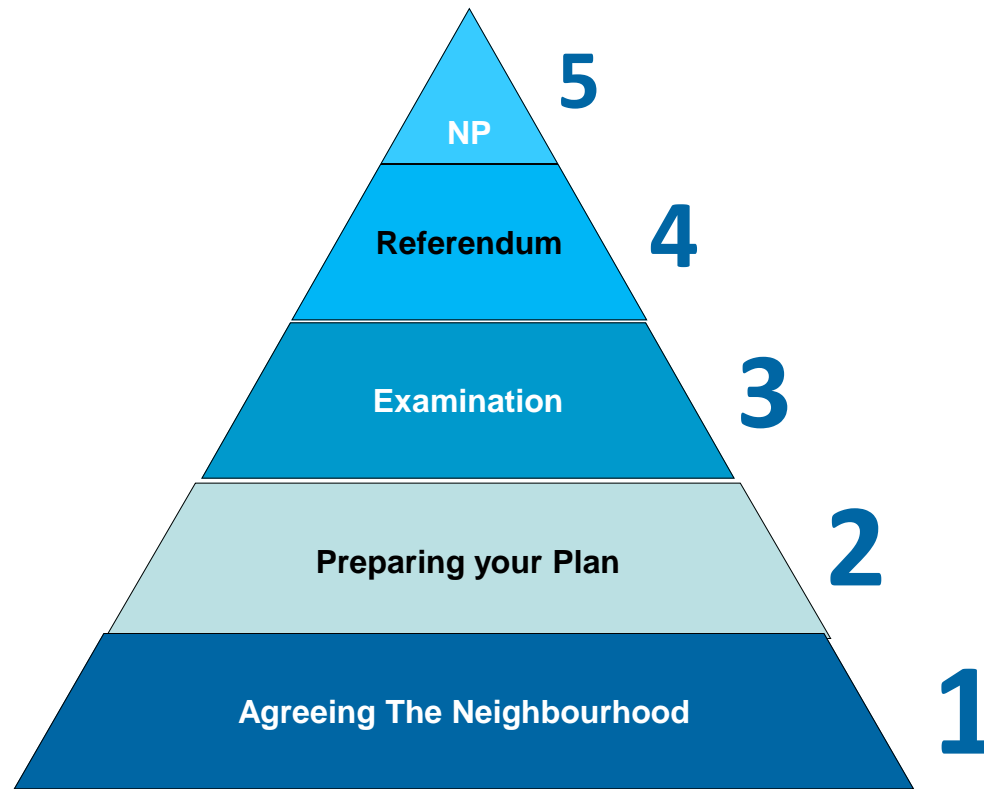 5
NP
4
Referendum
3
Examination
2
Preparing your Plan
1
Agreeing The Neighbourhood